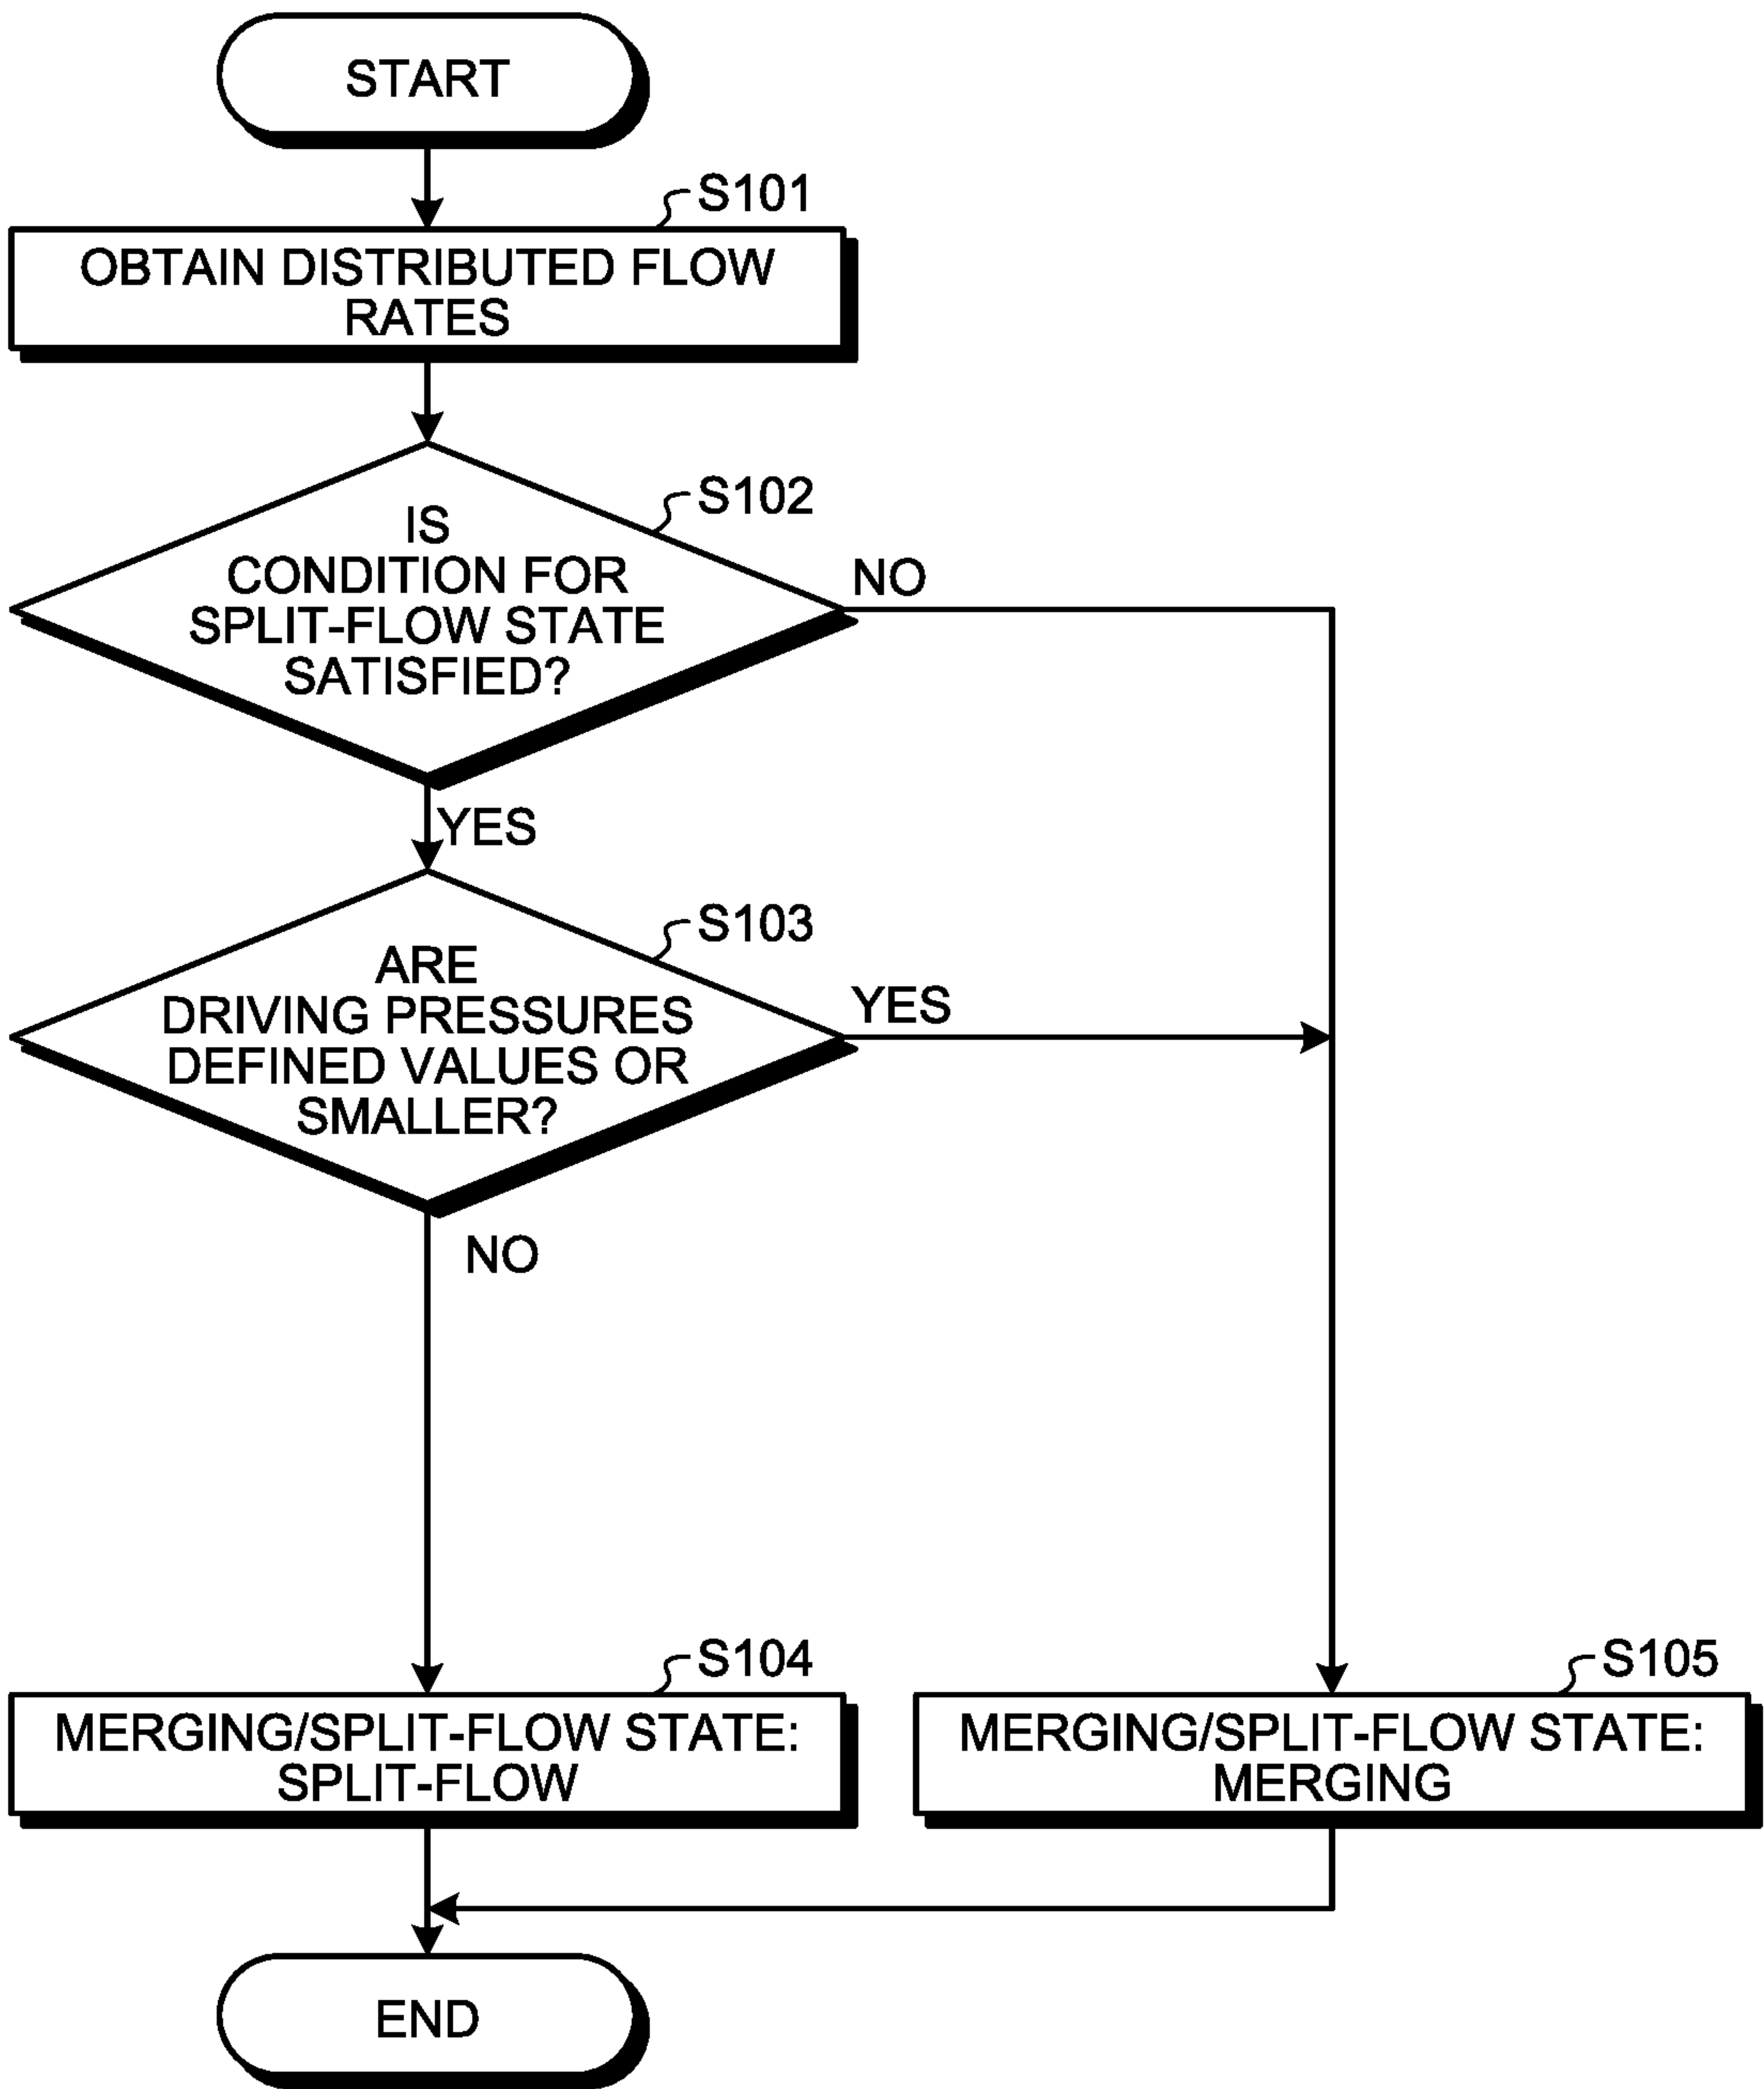 START
S101
OBTAIN DISTRIBUTED FLOW
RATES
S102
IS
CONDITION FOR
SPLIT-FLOW STATE
SATISFIED?
NO
YES
S103
ARE
DRIVING PRESSURES
DEFINED VALUES OR
SMALLER?
YES
NO
S104
MERGING/SPLIT-FLOW STATE:
SPLIT-FLOW
S105
MERGING/SPLIT-FLOW STATE:
MERGING
END